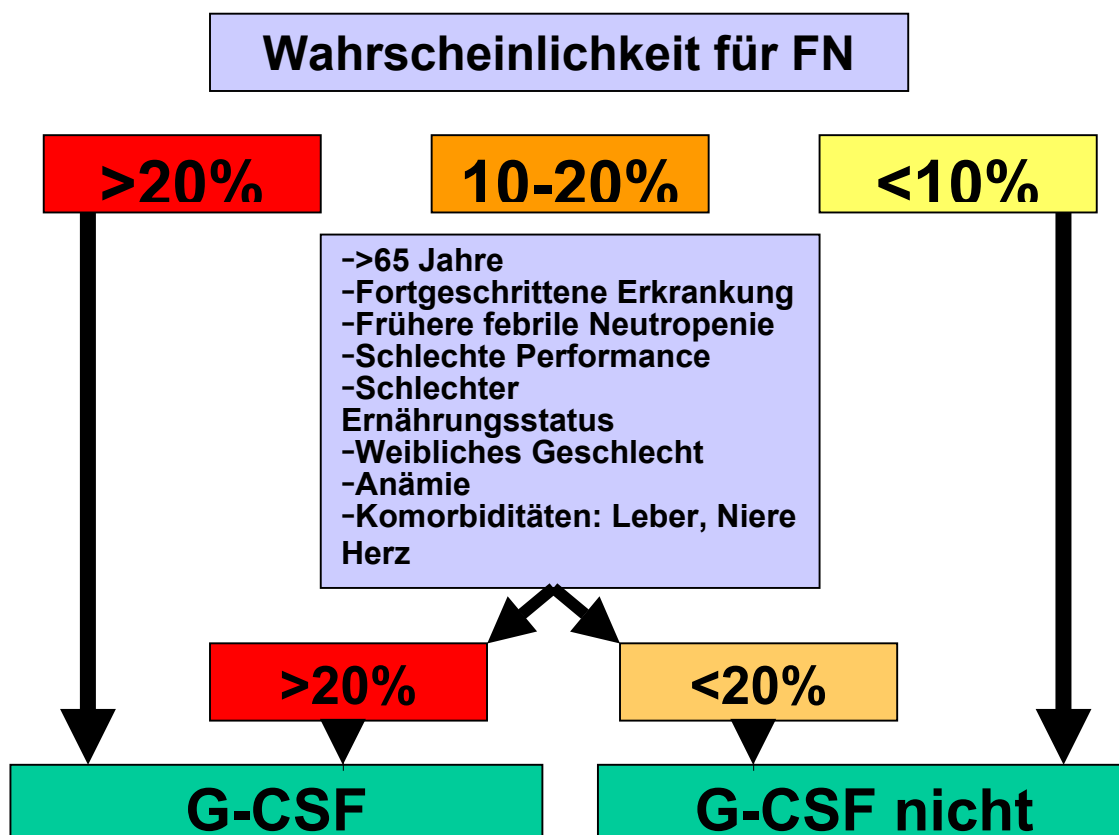 Wahrscheinlichkeit für FN
>20%
10-20%
<10%
->65 Jahre
-Fortgeschrittene Erkrankung
-Frühere febrile Neutropenie
-Schlechte Performance
-Schlechter
Ernährungsstatus
-Weibliches Geschlecht
-Anämie
-Komorbiditäten: Leber, Niere
Herz
>20%
<20%
G-CSF
G-CSF nicht